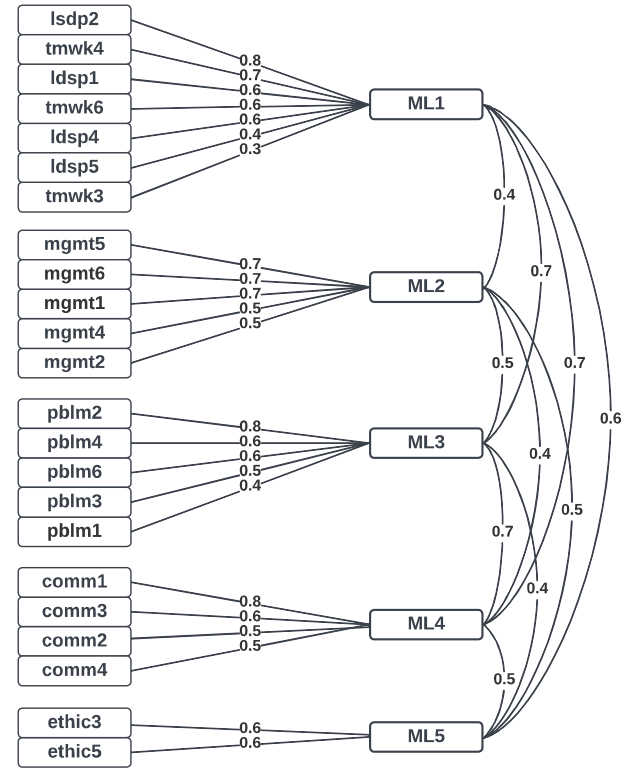 lsdp2
tmwk4
ldsp1
tmwk6
ldsp4
ldsp5
tmwk3
0.8
0.7
0.6
0.6
0.6
0.4
0.3
ML1
mgmt5
mgmt6
mgmt1
mgmt4
mgmt2
0.7
0.7
0.7
0.5
0.5
ML2
pblm2
pblm4
pblm6
pblm3
pblm1
0.8
0.6
0.6
0.5
0.4
ML3
comm1
comm3
comm2
comm4
0.8
0.6
0.5
0.5
ML4
ethic3
ethic5
0.6
0.6
ML5
0.4
0.7
0.5
0.7
0.6
0.4
0.5
0.7
0.4
0.5